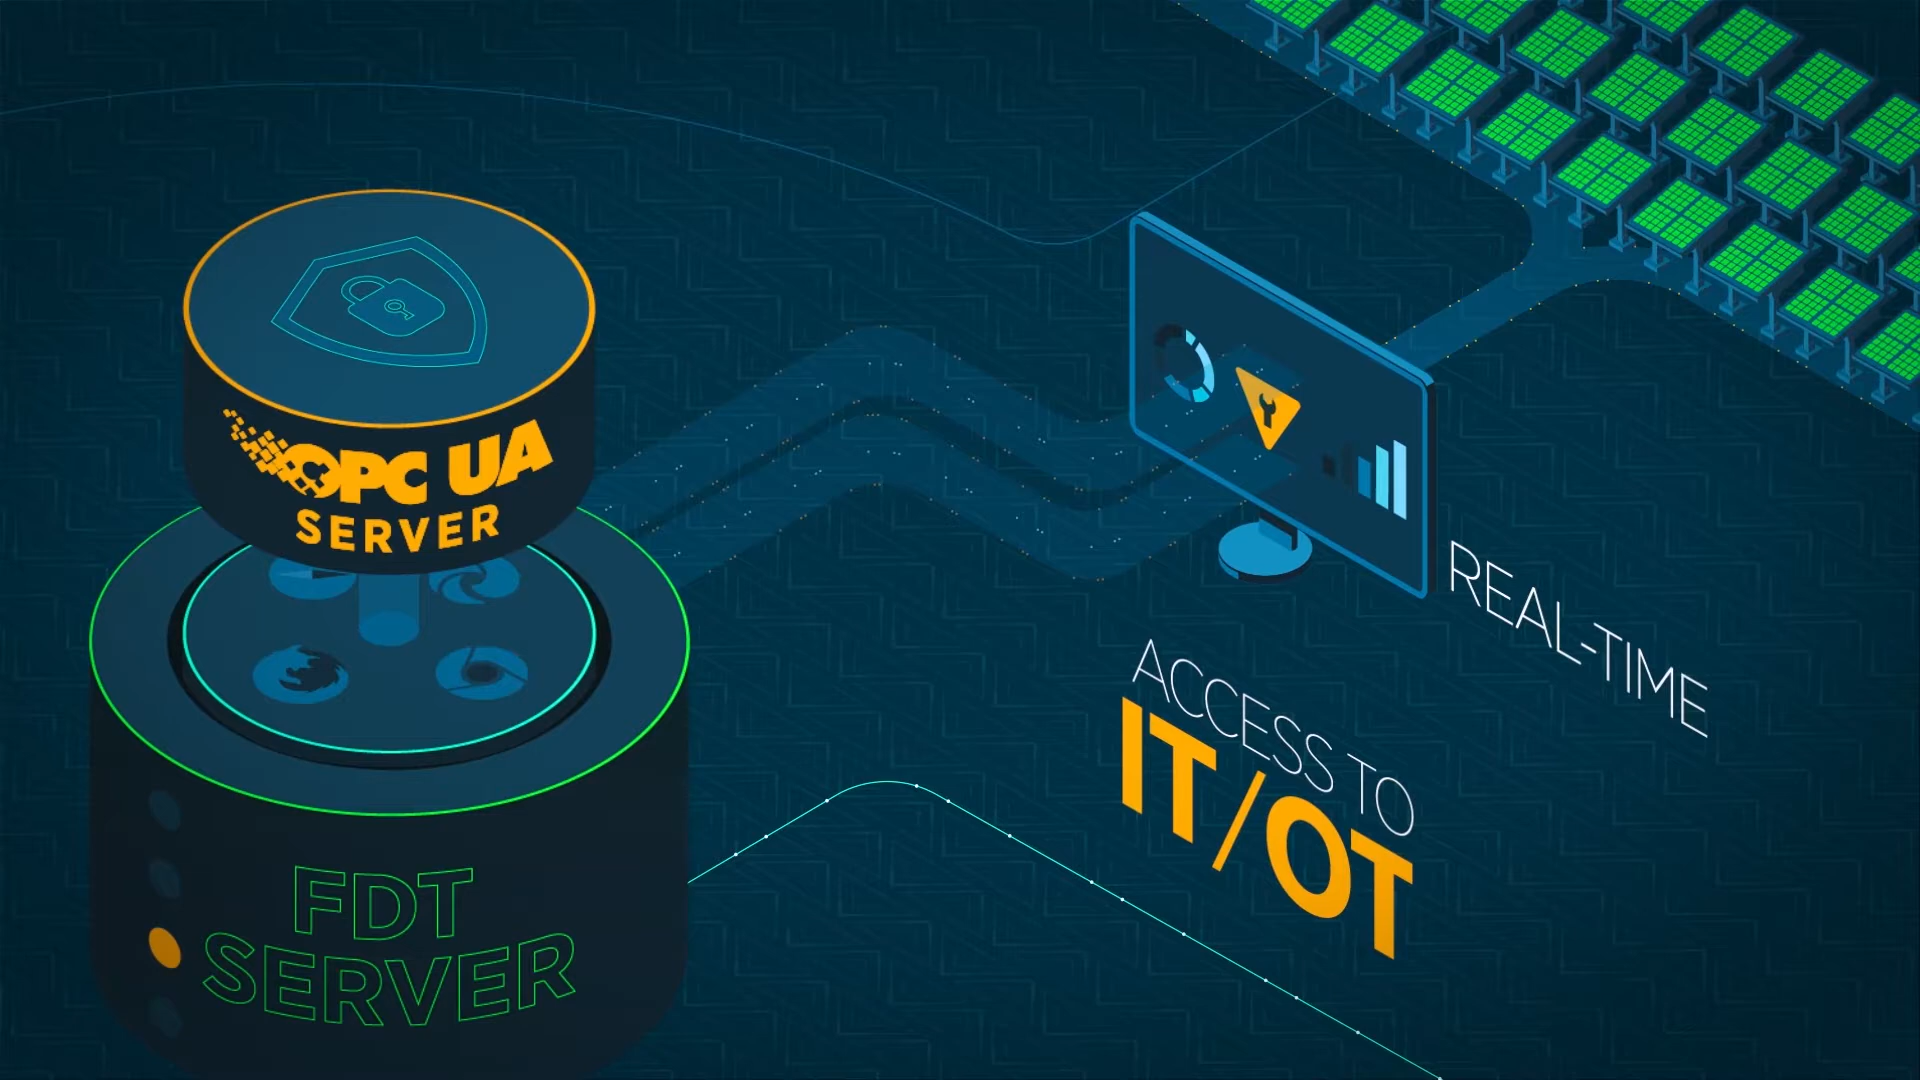 OPC UA
SERVER
FDT
SERVER
REAL-TIME
ACCESS TO
IT/OT